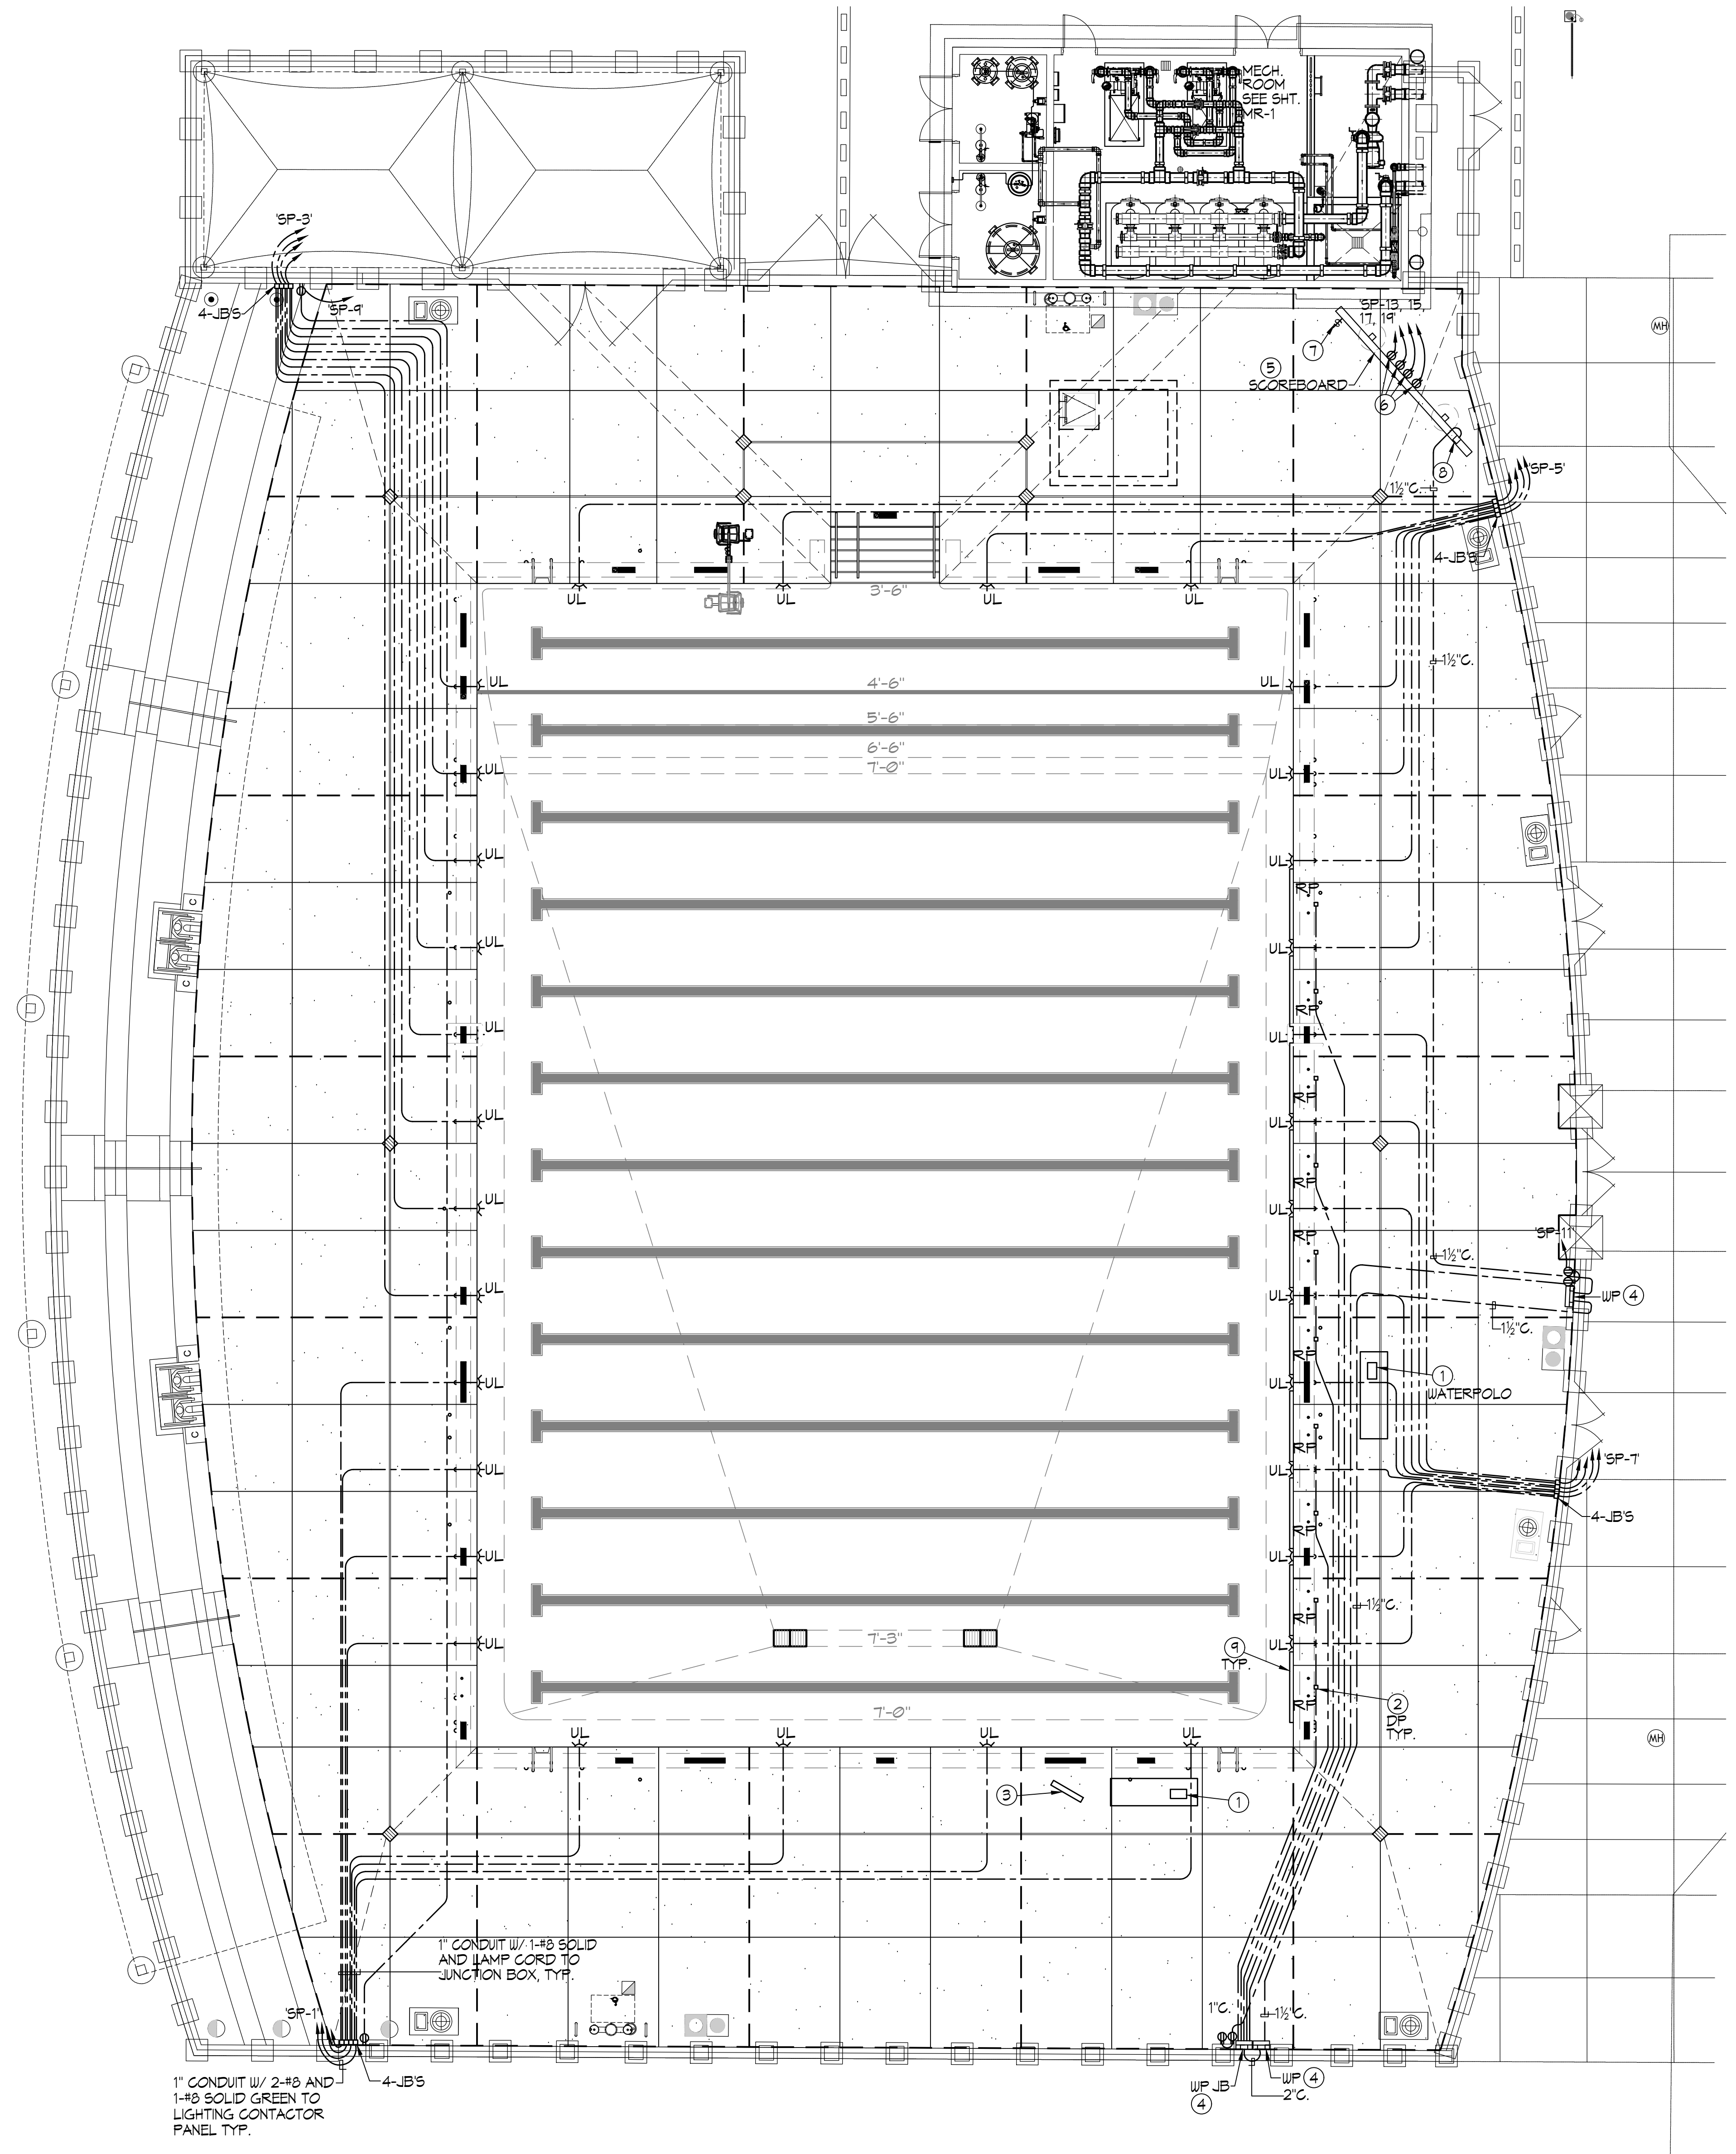 MECH.
ROOM
SEE SHT.
MR-1
'SP-3'
4-JB'S
'SP-9'
'SP-13, 15,
17, 19'
MH
7
5
SCOREBOARD
6
8
'SP-5'
1½"C.
4-JB'S
UL
UL
UL
UL
3'-6"
1½"C.
4'-6"
UL
UL
5'-6"
6'-6"
7'-0"
UL
UL
UL
UL
RP
C
UL
UL
C
RP
UL
UL
RP
UL
UL
RP
UL
UL
RP
'SP-11'
1½"C.
UL
UL
WP 4
1½"C.
RP
C
1
WATERPOLO
UL
UL
C
RP
'SP-7'
UL
UL
4-JB'S
RP
UL
UL
1½"C.
RP
7'-3"
UL
UL
9
TYP.
2
DP
TYP.
RP
7'-0"
UL
UL
UL
UL
MH
3
1
1" CONDUIT W/ 1-#8 SOLID
AND LAMP CORD TO
JUNCTION BOX, TYP.
'SP-1'
1"C.
1½"C.
1" CONDUIT W/ 2-#8 AND
1-#8 SOLID GREEN TO
LIGHTING CONTACTOR
PANEL TYP.
4-JB'S
WP JB
4
WP 4
2"C.